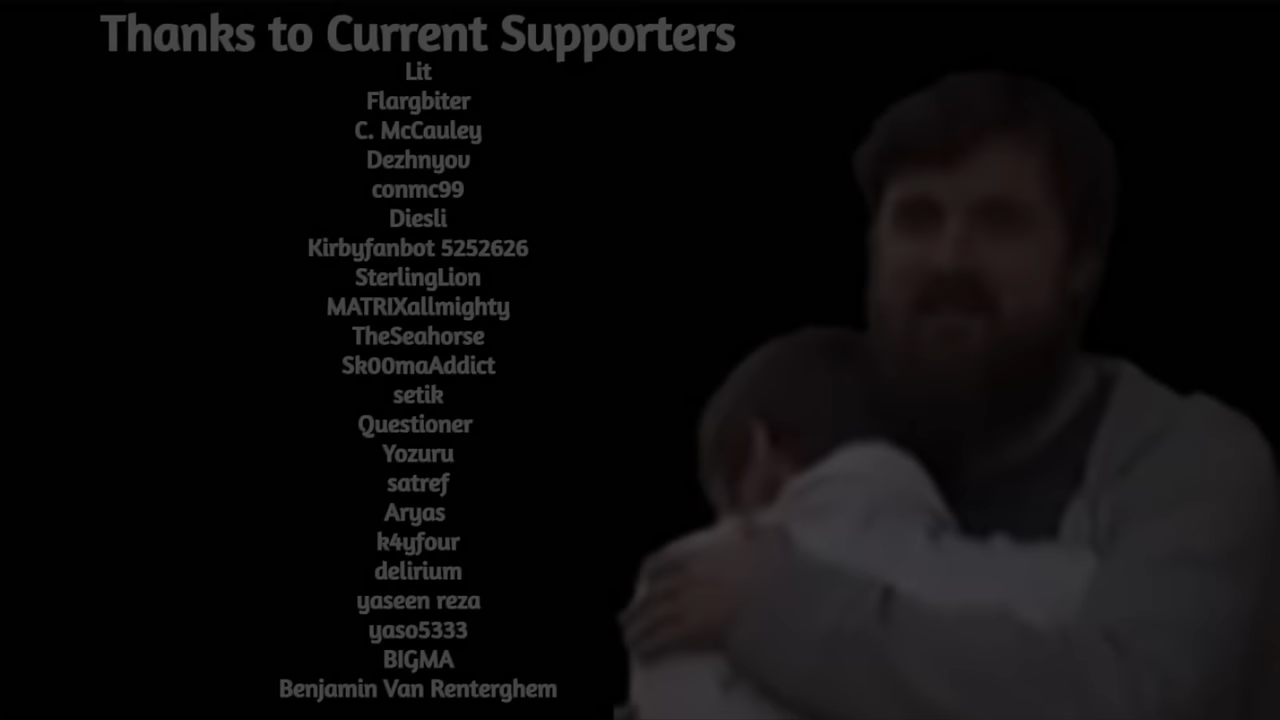 Thanks to Current Supporters
Lit
Flargbiter
C. McCauley
Dezhnyov
conmc99
Diesli
Kirbyfanbot 5252626
SterlingLion
MATRIXallmighty
TheSeahorse
Sk00maAddict
setik
Questioner
Yozuru
satref
Aryas
k4yfour
delirium
yaseen reza
yaso5333
BIGMA
Benjamin Van Renterghem